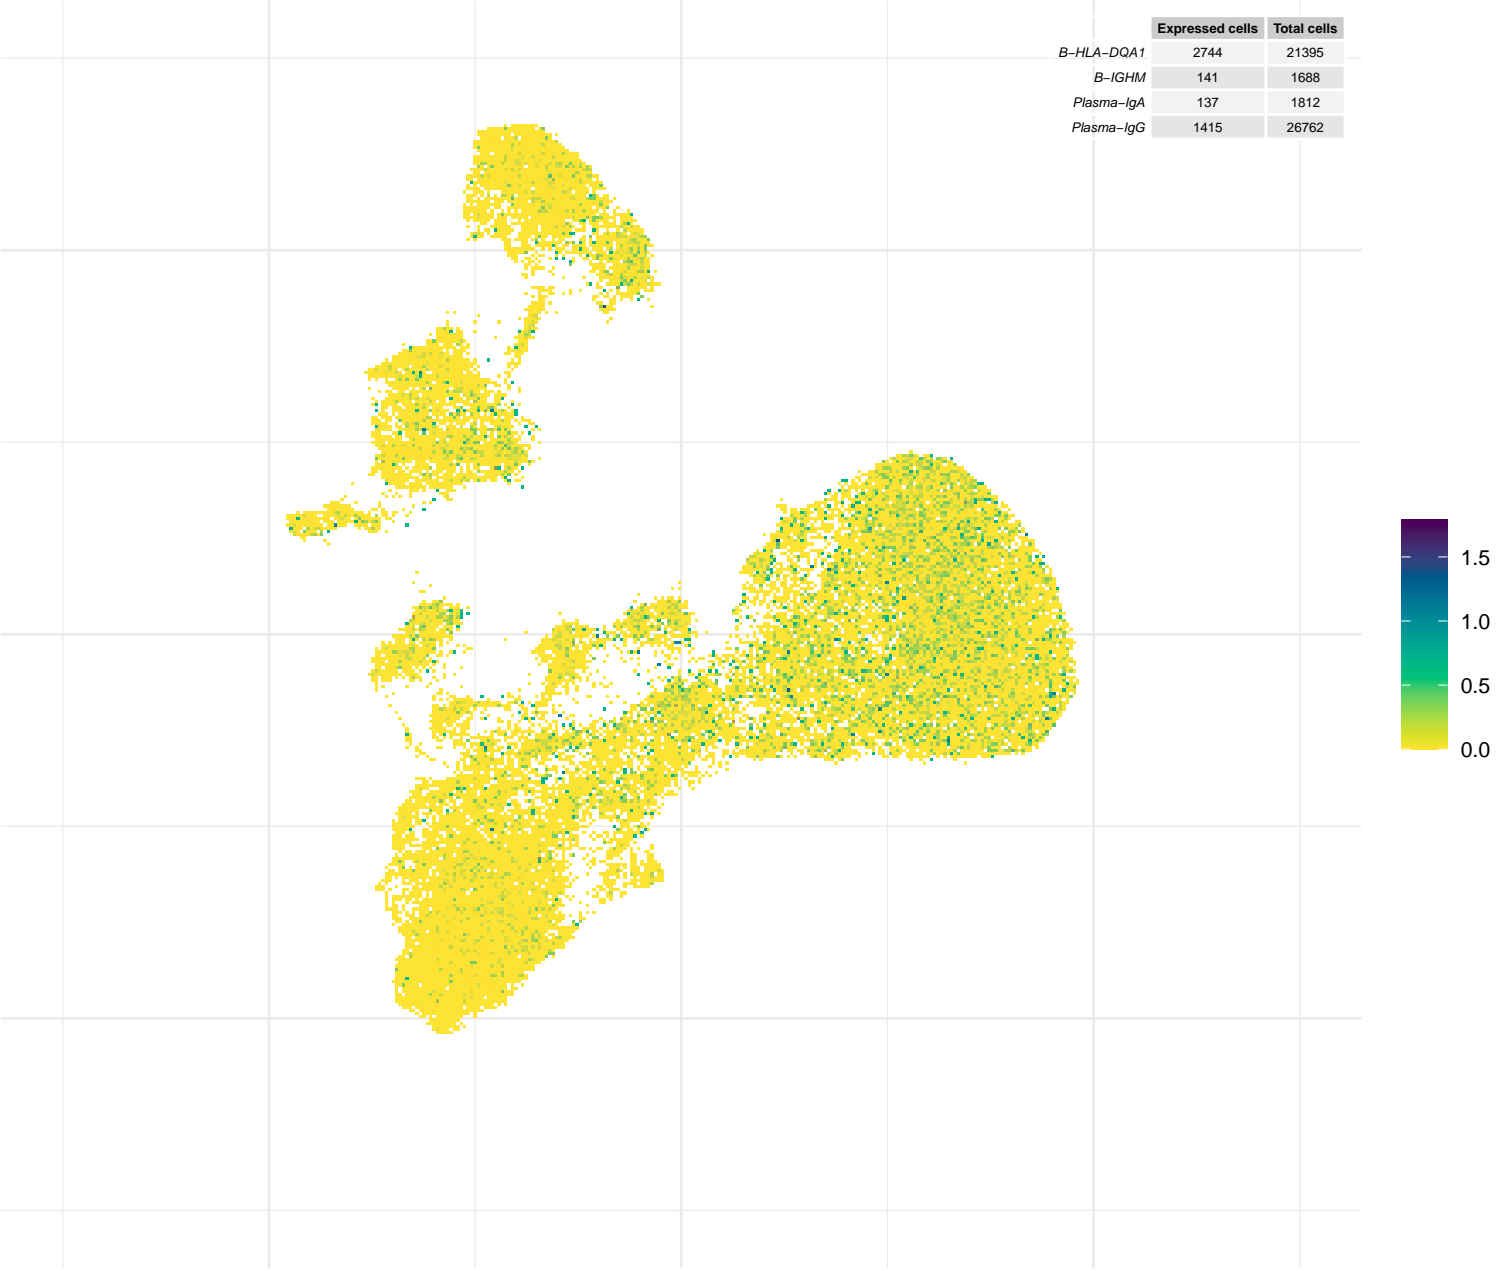 Expressed cells Total cells
B−HLA−DQA1 2744 21395
B−IGHM 141 1688
Plasma−IgA 137 1812
Plasma−IgG 1415 26762
1.5
1.0
0.5
0.0